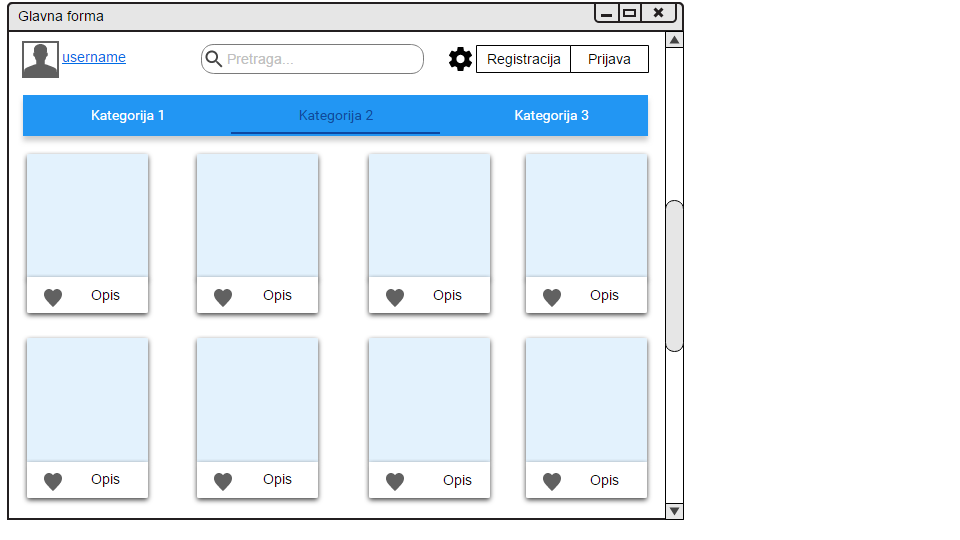 Glavna forma
username
Pretraga...
Registracija
Prijava
Kategorija 1
Kategorija 2
Kategorija 3
Opis
Opis
Opis
Opis
Opis
Opis
Opis
Opis